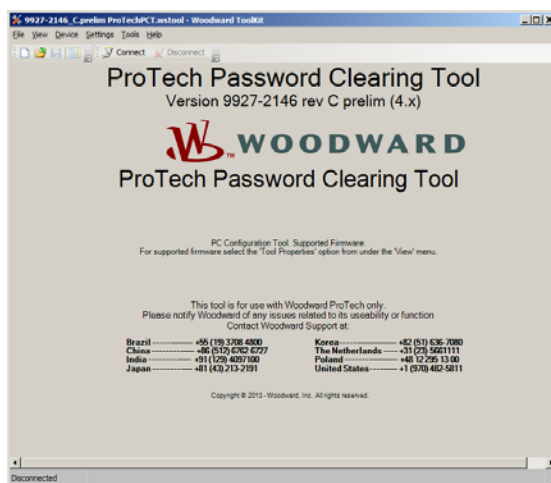 9927-2146_C.prelim ProTechPCT.wstool - Woodward ToolKit
File View Device Settings Tools Help
Connect Disconnect
ProTech Password Clearing Tool
Version 9927-2146 rev C prelim (4.x)
WOODWARD
ProTech Password Clearing Tool
PC Configuration Tool. Supported Firmware:
For supported firmware select the 'Tool Properties' option from under the 'View' menu.
This tool is for use with Woodward ProTech only.
Please notify Woodward of any issues related to its useability or function
Contact Woodward Support at:
Brazil ---------- +55 (19) 3708 4800 Korea ---------- +82 (51) 636-7080
China ---------- +86 (512) 6762 6727 The Netherlands ---- +31 (23) 5661111
India ---------- +91 (129) 4097100 Poland ---------- +48 12 295 13 00
Japan ---------- +81 (43) 213-2191 United States ------- +1 (970) 482-5811
Copyright © 2013 - Woodward, Inc. All rights reserved.
Disconnected